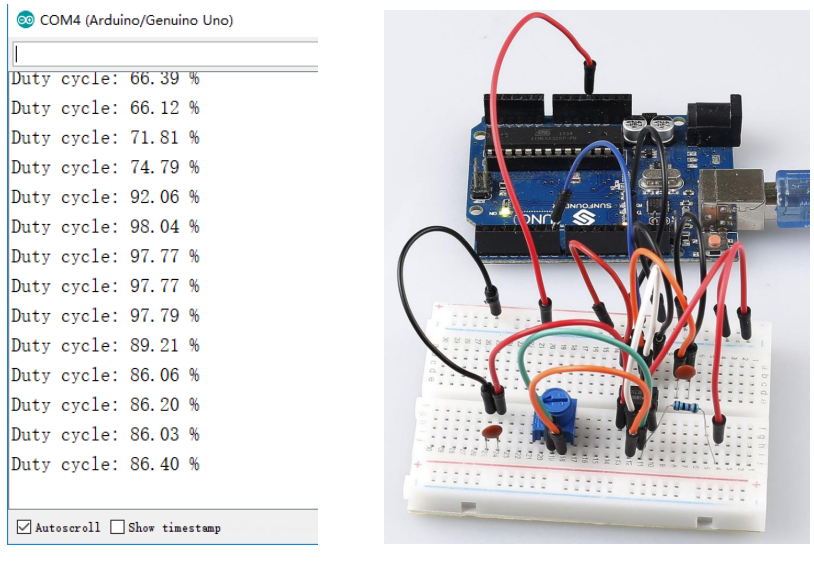 COM4 (Arduino/Genuino Uno)
Duty cycle: 66.39 %
Duty cycle: 66.12 %
Duty cycle: 71.81 %
Duty cycle: 74.79 %
Duty cycle: 92.06 %
Duty cycle: 98.04 %
Duty cycle: 97.77 %
Duty cycle: 97.77 %
Duty cycle: 97.79 %
Duty cycle: 89.21 %
Duty cycle: 86.06 %
Duty cycle: 86.20 %
Duty cycle: 86.03 %
Duty cycle: 86.40 %
Autoscroll Show timestamp